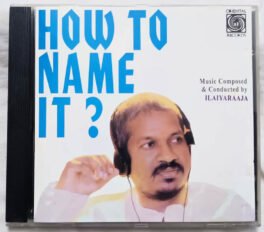 HOW TO
NAME
IT ?
ORIENTAL
RECORDS
Music Composed
& Conducted by
ILAIYARAAJA